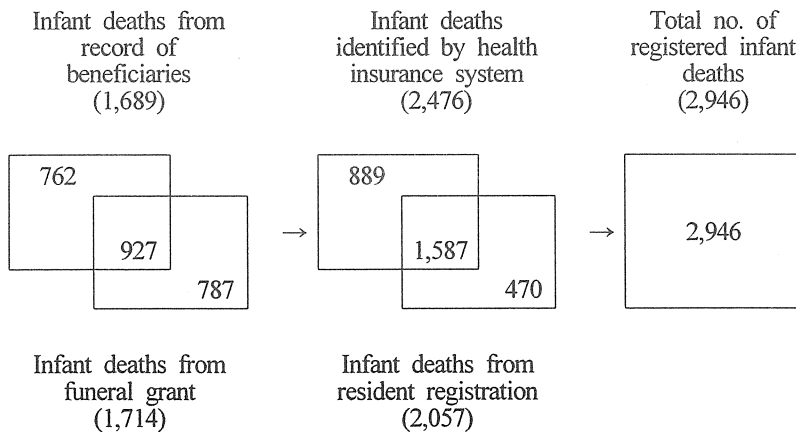 Infant deaths from
record of
beneficiaries
(1,689)
Infant deaths
identified by health
insurance system
(2,476)
Total no. of
registered infant
deaths
(2,946)
762
927
787
→
889
1,587
470
→
2,946
Infant deaths from
funeral grant
(1,714)
Infant deaths from
resident registration
(2,057)